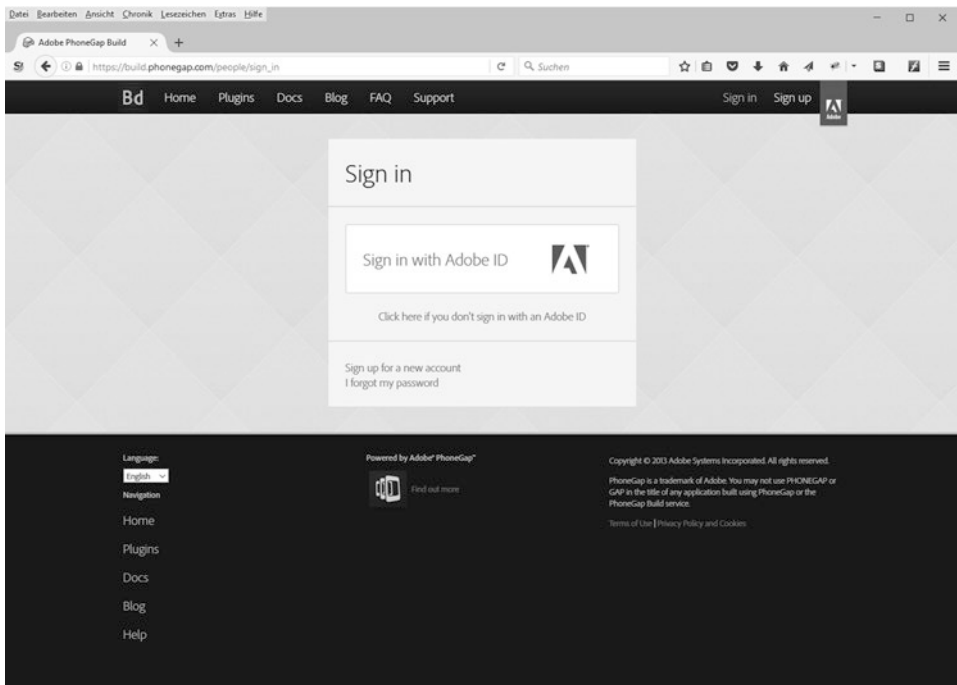 Datei Bearbeiten Ansicht Chronik Lesezeichen Extras Hilfe
Adobe PhoneGap Build
https://build.phonegap.com/people/sign_in
Suchen
Bd Home Plugins Docs Blog FAQ Support Sign in Sign up
Adobe
Sign in
Sign in with Adobe ID
Click here if you don't sign in with an Adobe ID
Sign up for a new account
I forgot my password
Language:
English
Navigation
Home
Plugins
Docs
Blog
Help
Powered by Adobe® PhoneGap™
Find out more
Copyright © 2013 Adobe Systems Incorporated. All rights reserved.
PhoneGap is a trademark of Adobe. You may not use PHONEGAP or
GAP in the title of any application built using PhoneGap or the
PhoneGap Build service.
Terms of Use | Privacy Policy and Cookies